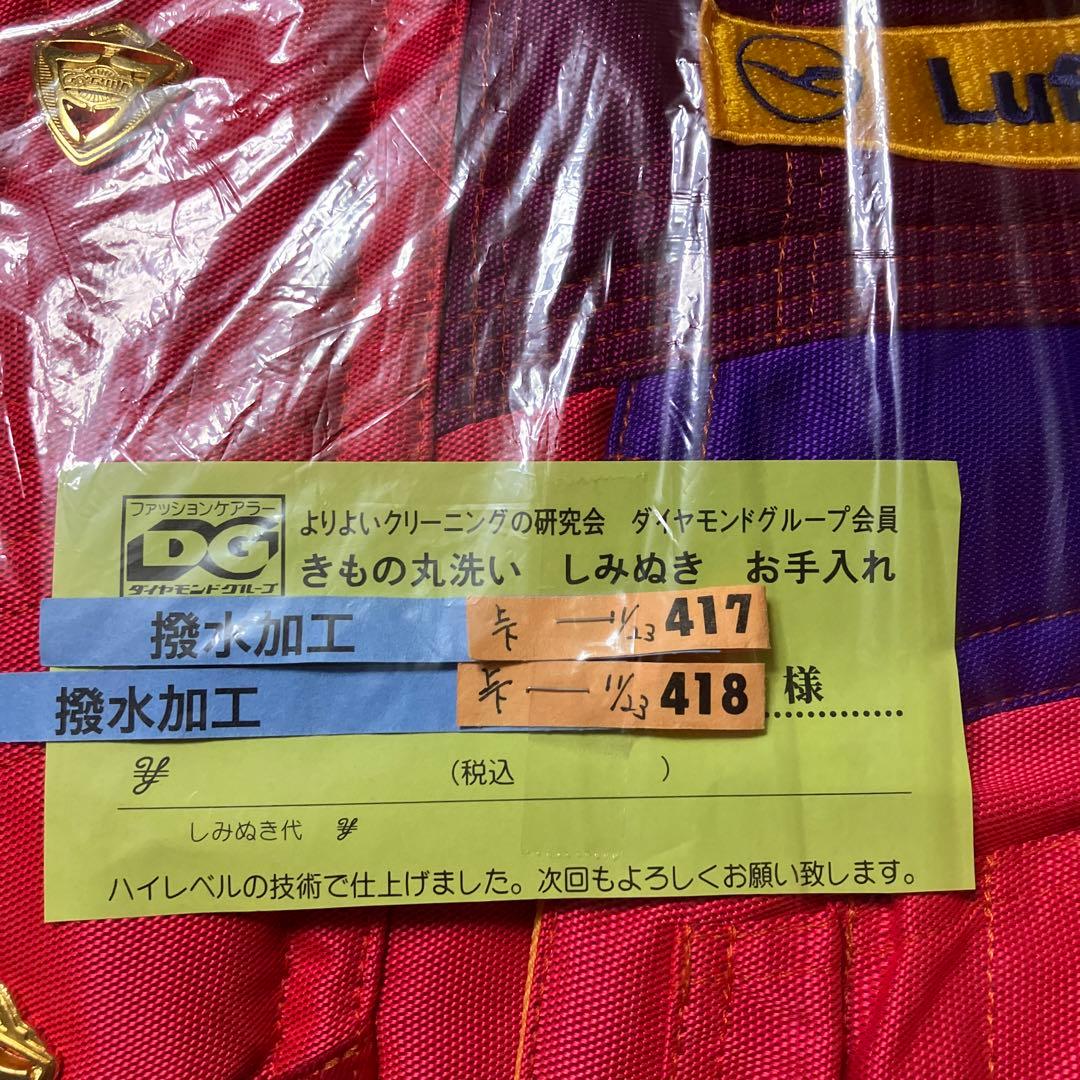 Luf
ファッションケアラー
DG
ダイヤモンドグループ
よりよいクリーニングの研究会 ダイヤモンドグループ会員
きもの丸洗い しみぬき お手入れ
撥水加工 11/23 417
撥水加工 11/23 418
様
¥ (税込 )
しみぬき代 ¥
ハイレベルの技術で仕上げました。次回もよろしくお願い致します。